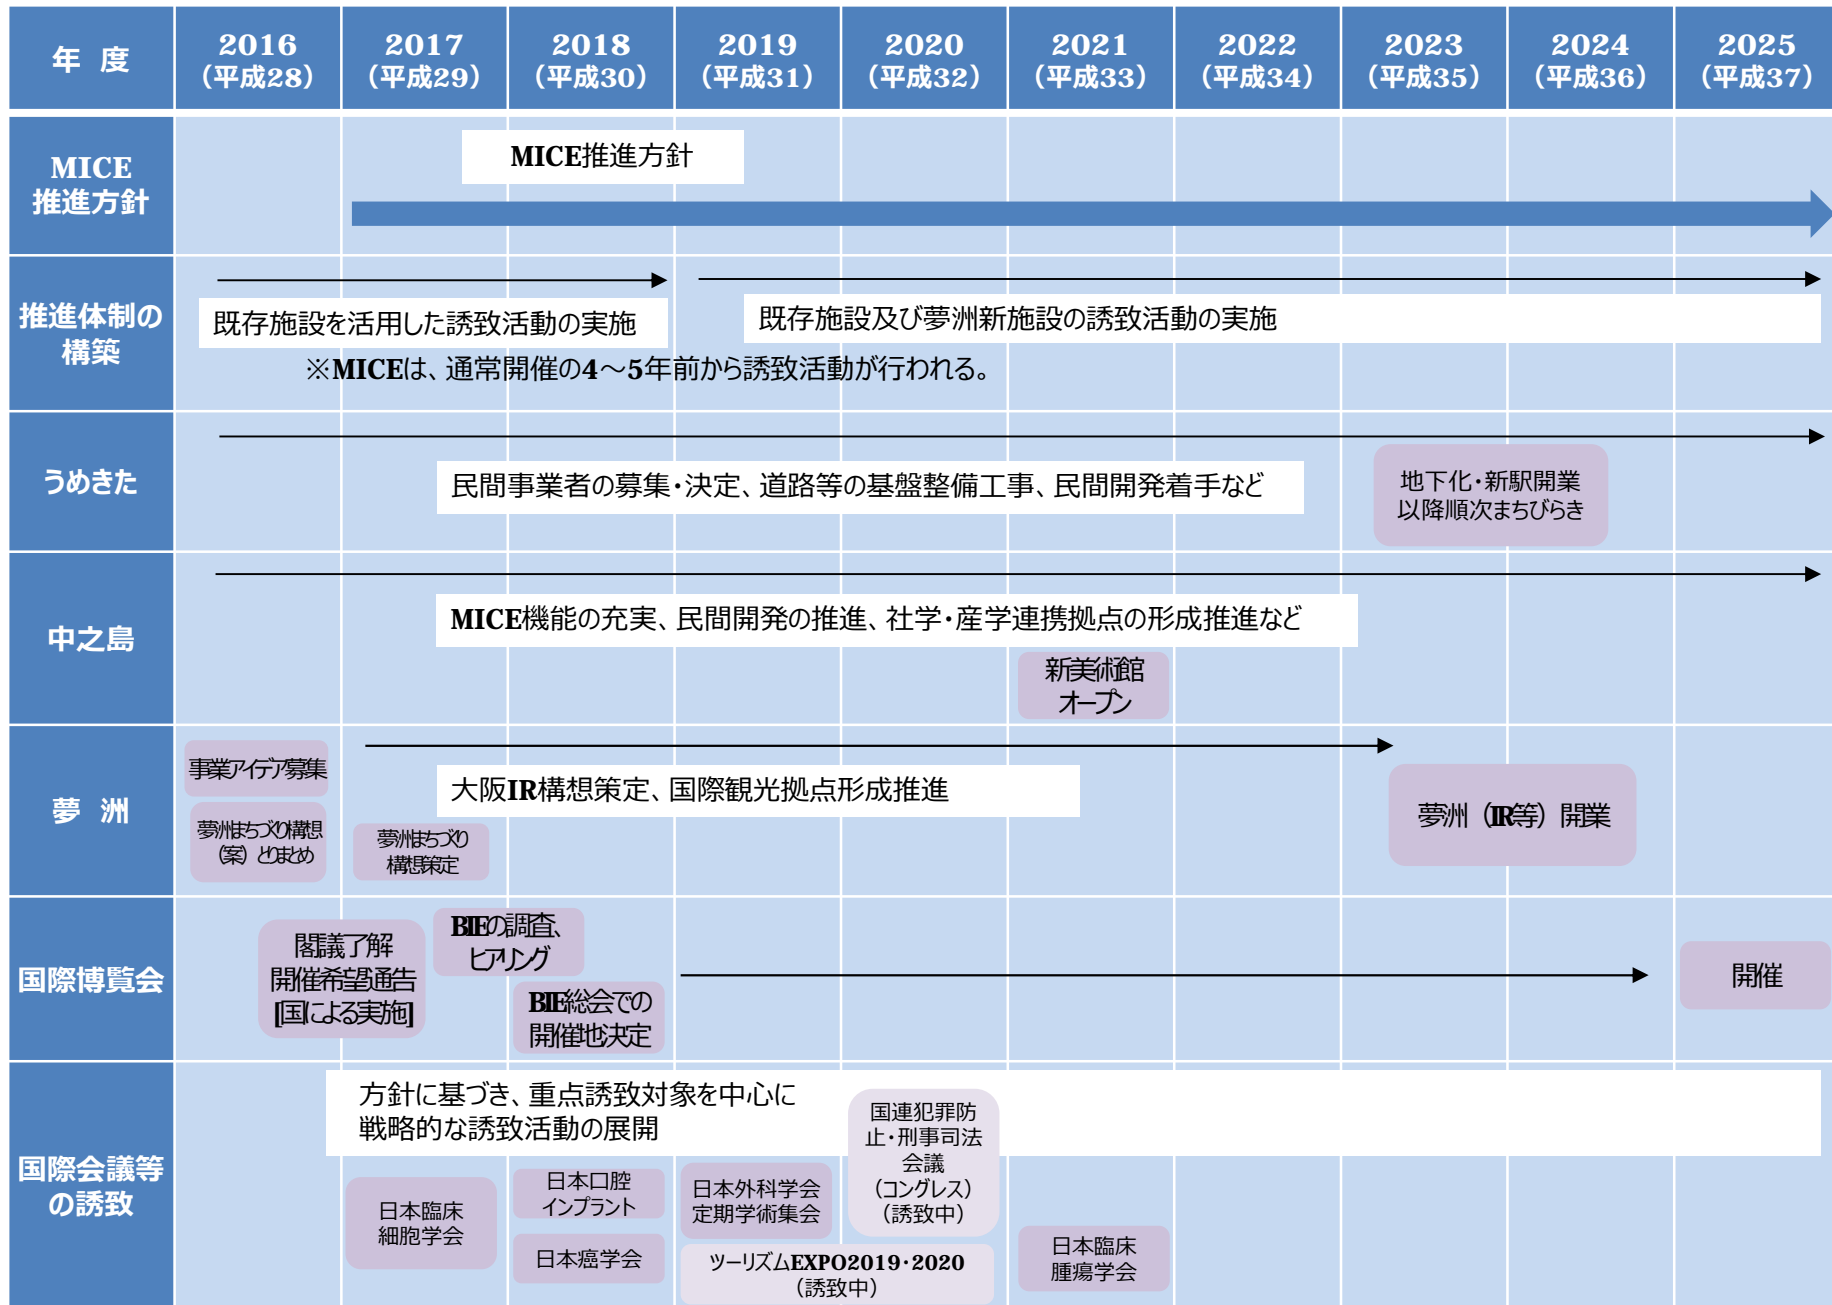 年 度
2016
(平成28)
2017
(平成29)
2018
(平成30)
2019
(平成31)
2020
(平成32)
2021
(平成33)
2022
(平成34)
2023
(平成35)
2024
(平成36)
2025
(平成37)
MICE
推進方針
MICE推進方針
推進体制の
構築
既存施設を活用した誘致活動の実施
既存施設及び夢洲新施設の誘致活動の実施
※MICEは、通常開催の4～5年前から誘致活動が行われる。
うめきた
民間事業者の募集・決定、道路等の基盤整備工事、民間開発着手など
地下化・新駅開業
以降順次まちびらき
中之島
MICE機能の充実、民間開発の推進、社学・産学連携拠点の形成推進など
新美術館
オープン
夢 洲
事業アイデア募集
夢洲まちづくり構想
(案)とりまとめ
大阪IR構想策定、国際観光拠点形成推進
夢洲まちづくり
構想策定
夢洲(IR等)開業
国際博覧会
閣議了解
開催希望通告
[国による実施]
BIEの調査、
ヒアリング
BIE総会での
開催地決定
開催
国際会議等
の誘致
方針に基づき、重点誘致対象を中心に
戦略的な誘致活動の展開
日本臨床
細胞学会
日本口腔
インプラント
日本癌学会
日本外科学会
定期学術集会
国連犯罪防
止・刑事司法
会議
(コングレス)
(誘致中)
ツーリズムEXPO2019・2020
(誘致中)
日本臨床
腫瘍学会